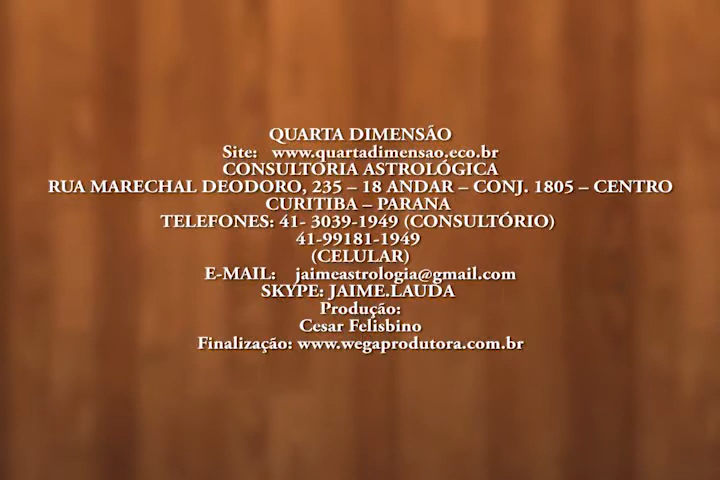 QUARTA DIMENSÃO
Site: www.quartadimensao.eco.br
CONSULTORIA ASTROLÓGICA
RUA MARECHAL DEODORO, 235 – 18 ANDAR – CONJ. 1805 – CENTRO
CURITIBA – PARANA
TELEFONES: 41- 3039-1949 (CONSULTÓRIO)
41-99181-1949
(CELULAR)
E-MAIL: jaimeastrologia@gmail.com
SKYPE: JAIME.LAUDA
Produção:
Cesar Felisbino
Finalização: www.wegaprodutora.com.br